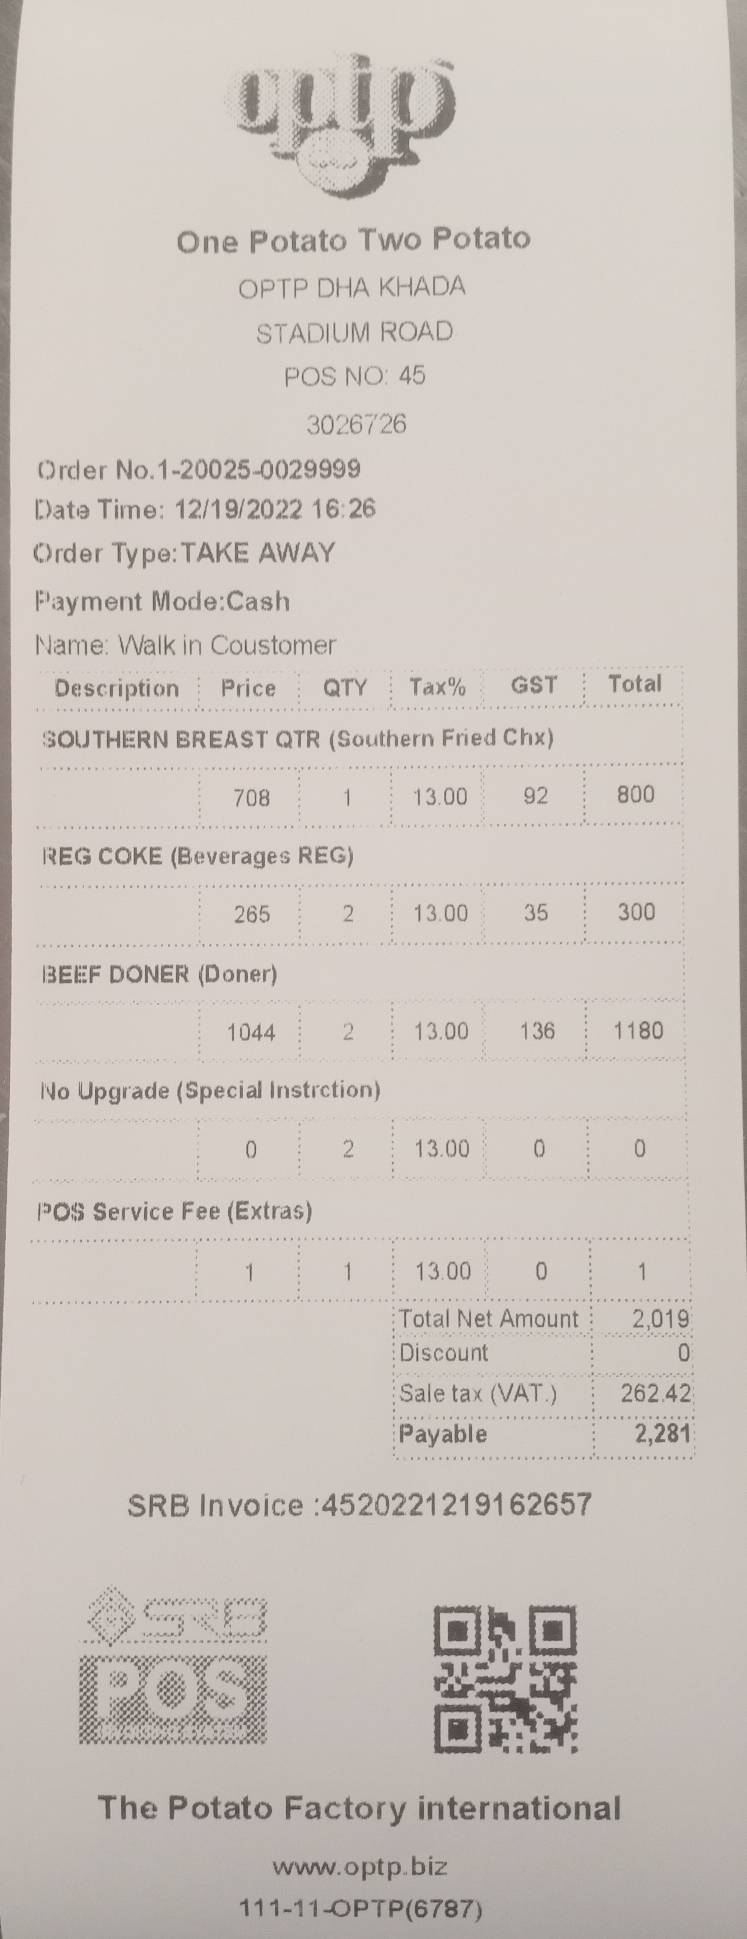 optp
One Potato Two Potato
OPTP DHA KHADA
STADIUM ROAD
POS NO: 45
3026726
Order No.1-20025-0029999
Date Time: 12/19/2022 16:26
Order Type:TAKE AWAY
Payment Mode:Cash
Name: Walk in Coustomer
Description Price QTY Tax% GST Total
SOUTHERN BREAST QTR (Southern Fried Chx)
708 1 13.00 92 800
REG COKE (Beverages REG)
265 2 13.00 35 300
BEEF DONER (Doner)
1044 2 13.00 136 1180
No Upgrade (Special Instrction)
0 2 13.00 0 0
POS Service Fee (Extras)
1 1 13.00 0 1
Total Net Amount 2,019
Discount 0
Sale tax (VAT.) 262.42
Payable 2,281
SRB Invoice :4520221219162657
SRB
POS
The Potato Factory international
www.optp.biz
111-11-OPTP(6787)